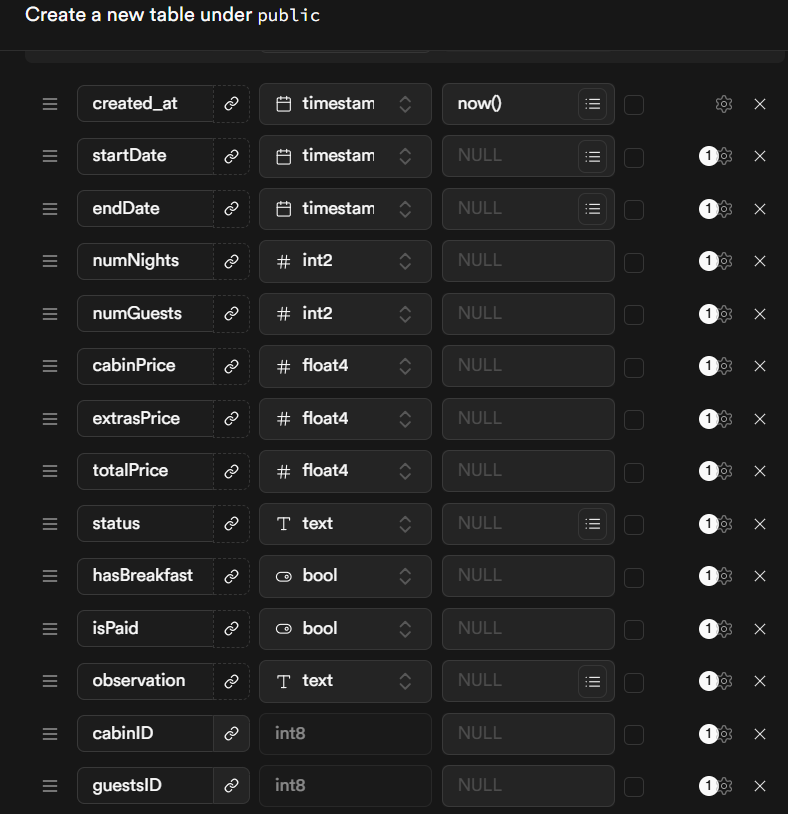 Create a new table under public
created_at timestam now()
startDate timestam NULL 1
endDate timestam NULL 1
numNights # int2 NULL 1
numGuests # int2 NULL 1
cabinPrice # float4 NULL 1
extrasPrice # float4 NULL 1
totalPrice # float4 NULL 1
status T text NULL 1
hasBreakfast bool NULL 1
isPaid bool NULL 1
observation T text NULL 1
cabinID int8 NULL 1
guestsID int8 NULL 1